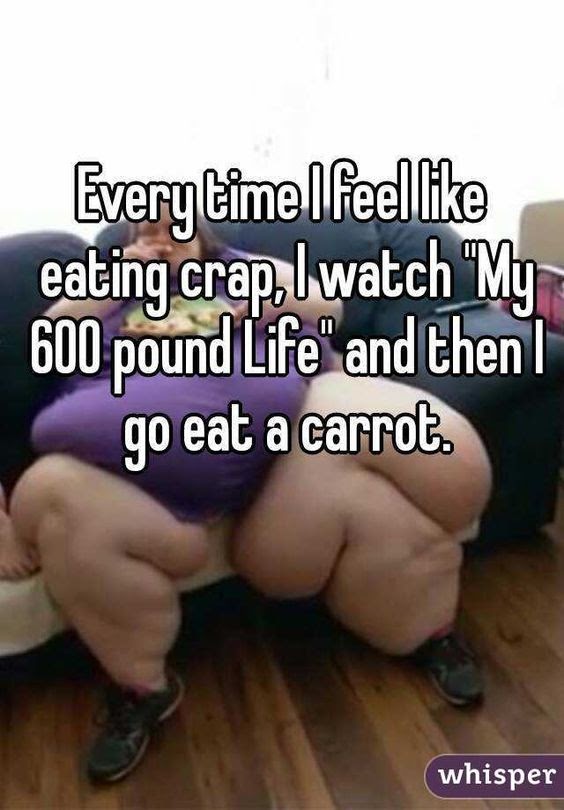 Every time I feel like
eating crap, I watch "My
600 pound Life" and then I
go eat a carrot.
whisper